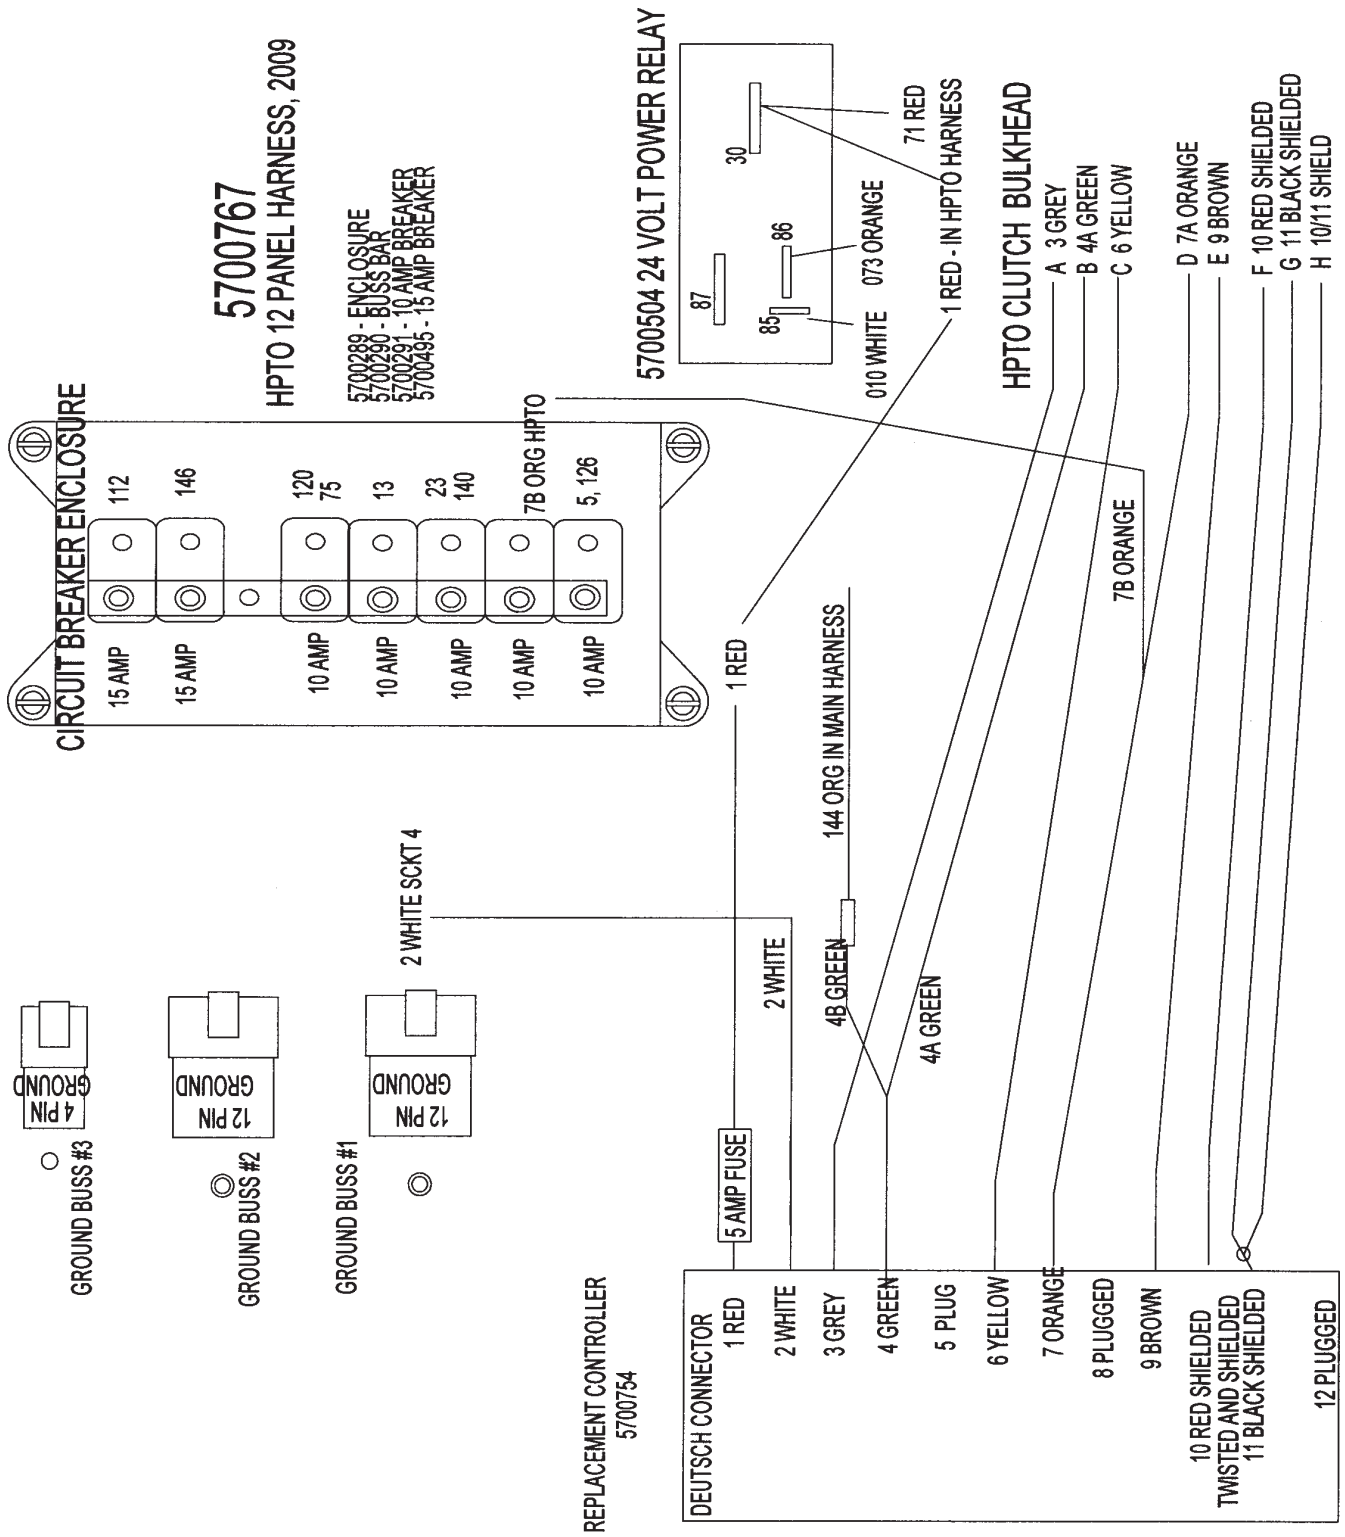 5700767
HPTO 12 PANEL HARNESS, 2009
5700289 - ENCLOSURE
5700290 - BUSS BAR
5700291 - 10 AMP BREAKER
5700495 - 15 AMP BREAKER
CIRCUIT BREAKER ENCLOSURE
15 AMP
112
15 AMP
146
10 AMP
120
75
10 AMP
13
10 AMP
23
140
10 AMP
7B ORG HPTO
10 AMP
5, 126
5700504 24 VOLT POWER RELAY
87
30
85
86
010 WHITE
073 ORANGE
71 RED
1 RED - IN HPTO HARNESS
GROUND BUSS #3
4 PIN
GROUND
GROUND BUSS #2
12 PIN
GROUND
GROUND BUSS #1
12 PIN
GROUND
2 WHITE SCKT 4
1 RED
5 AMP FUSE
2 WHITE
4B GREEN
144 ORG IN MAIN HARNESS
4A GREEN
7B ORANGE
HPTO CLUTCH BULKHEAD
A 3 GREY
B 4A GREEN
C 6 YELLOW
D 7A ORANGE
E 9 BROWN
F 10 RED SHIELDED
G 11 BLACK SHIELDED
H 10/11 SHIELD
REPLACEMENT CONTROLLER
5700754
DEUTSCH CONNECTOR
1 RED
2 WHITE
3 GREY
4 GREEN
5 PLUG
6 YELLOW
7 ORANGE
8 PLUGGED
9 BROWN
10 RED SHIELDED
TWISTED AND SHIELDED
11 BLACK SHIELDED
12 PLUGGED